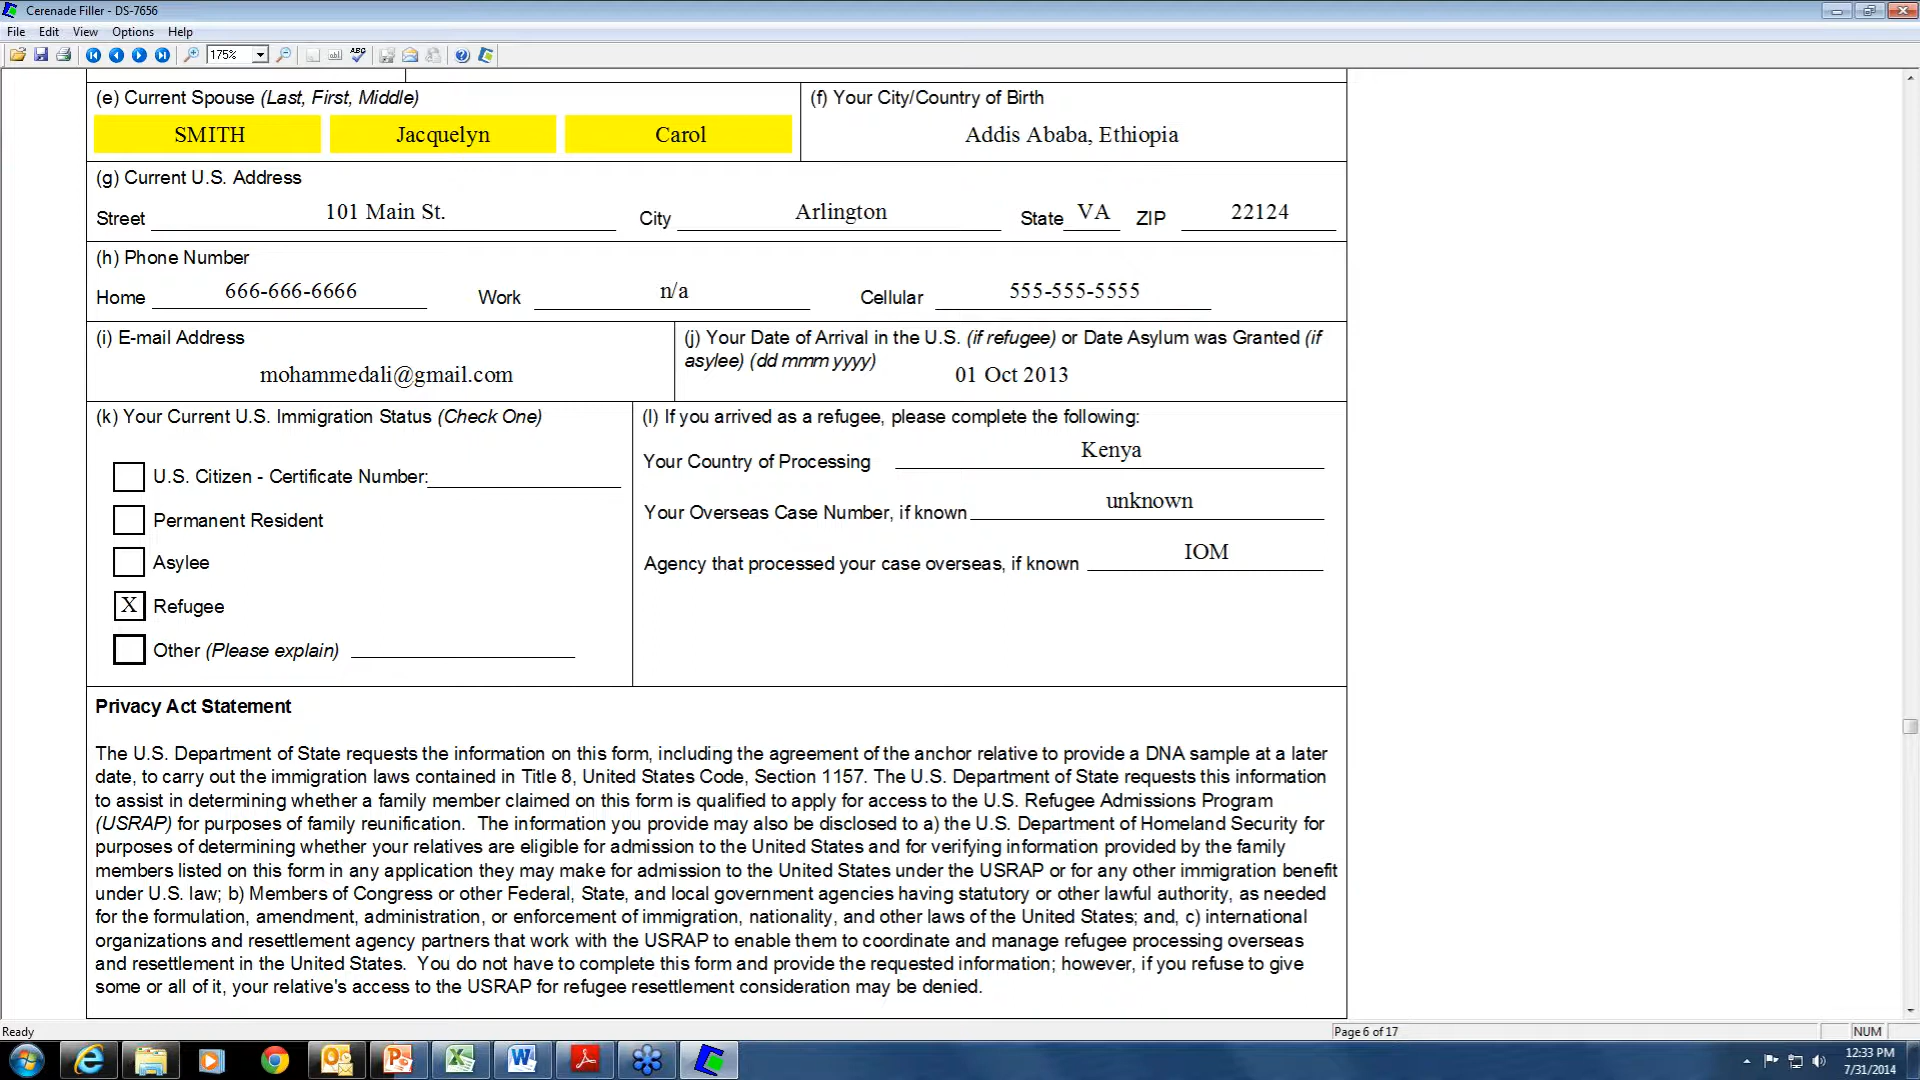 Cerenade Filler - DS-7656
File Edit View Options Help
175% ABC
(e) Current Spouse (Last, First, Middle)
SMITH Jacquelyn Carol
(f) Your City/Country of Birth
Addis Ababa, Ethiopia
(g) Current U.S. Address
Street 101 Main St. City Arlington State VA ZIP 22124
(h) Phone Number
Home 666-666-6666 Work n/a Cellular 555-555-5555
(i) E-mail Address
mohammedali@gmail.com
(j) Your Date of Arrival in the U.S. (if refugee) or Date Asylum was Granted (if
asylee) (dd mmm yyyy) 01 Oct 2013
(k) Your Current U.S. Immigration Status (Check One)
U.S. Citizen - Certificate Number:
Permanent Resident
Asylee
X Refugee
Other (Please explain)
(l) If you arrived as a refugee, please complete the following:
Your Country of Processing Kenya
Your Overseas Case Number, if known unknown
Agency that processed your case overseas, if known IOM
Privacy Act Statement
The U.S. Department of State requests the information on this form, including the agreement of the anchor relative to provide a DNA sample at a later
date, to carry out the immigration laws contained in Title 8, United States Code, Section 1157. The U.S. Department of State requests this information
to assist in determining whether a family member claimed on this form is qualified to apply for access to the U.S. Refugee Admissions Program
(USRAP) for purposes of family reunification. The information you provide may also be disclosed to a) the U.S. Department of Homeland Security for
purposes of determining whether your relatives are eligible for admission to the United States and for verifying information provided by the family
members listed on this form in any application they may make for admission to the United States under the USRAP or for any other immigration benefit
under U.S. law; b) Members of Congress or other Federal, State, and local government agencies having statutory or other lawful authority, as needed
for the formulation, amendment, administration, or enforcement of immigration, nationality, and other laws of the United States; and, c) international
organizations and resettlement agency partners that work with the USRAP to enable them to coordinate and manage refugee processing overseas
and resettlement in the United States. You do not have to complete this form and provide the requested information; however, if you refuse to give
some or all of it, your relative's access to the USRAP for refugee resettlement consideration may be denied.
Ready Page 6 of 17 NUM
12:33 PM
7/31/2014